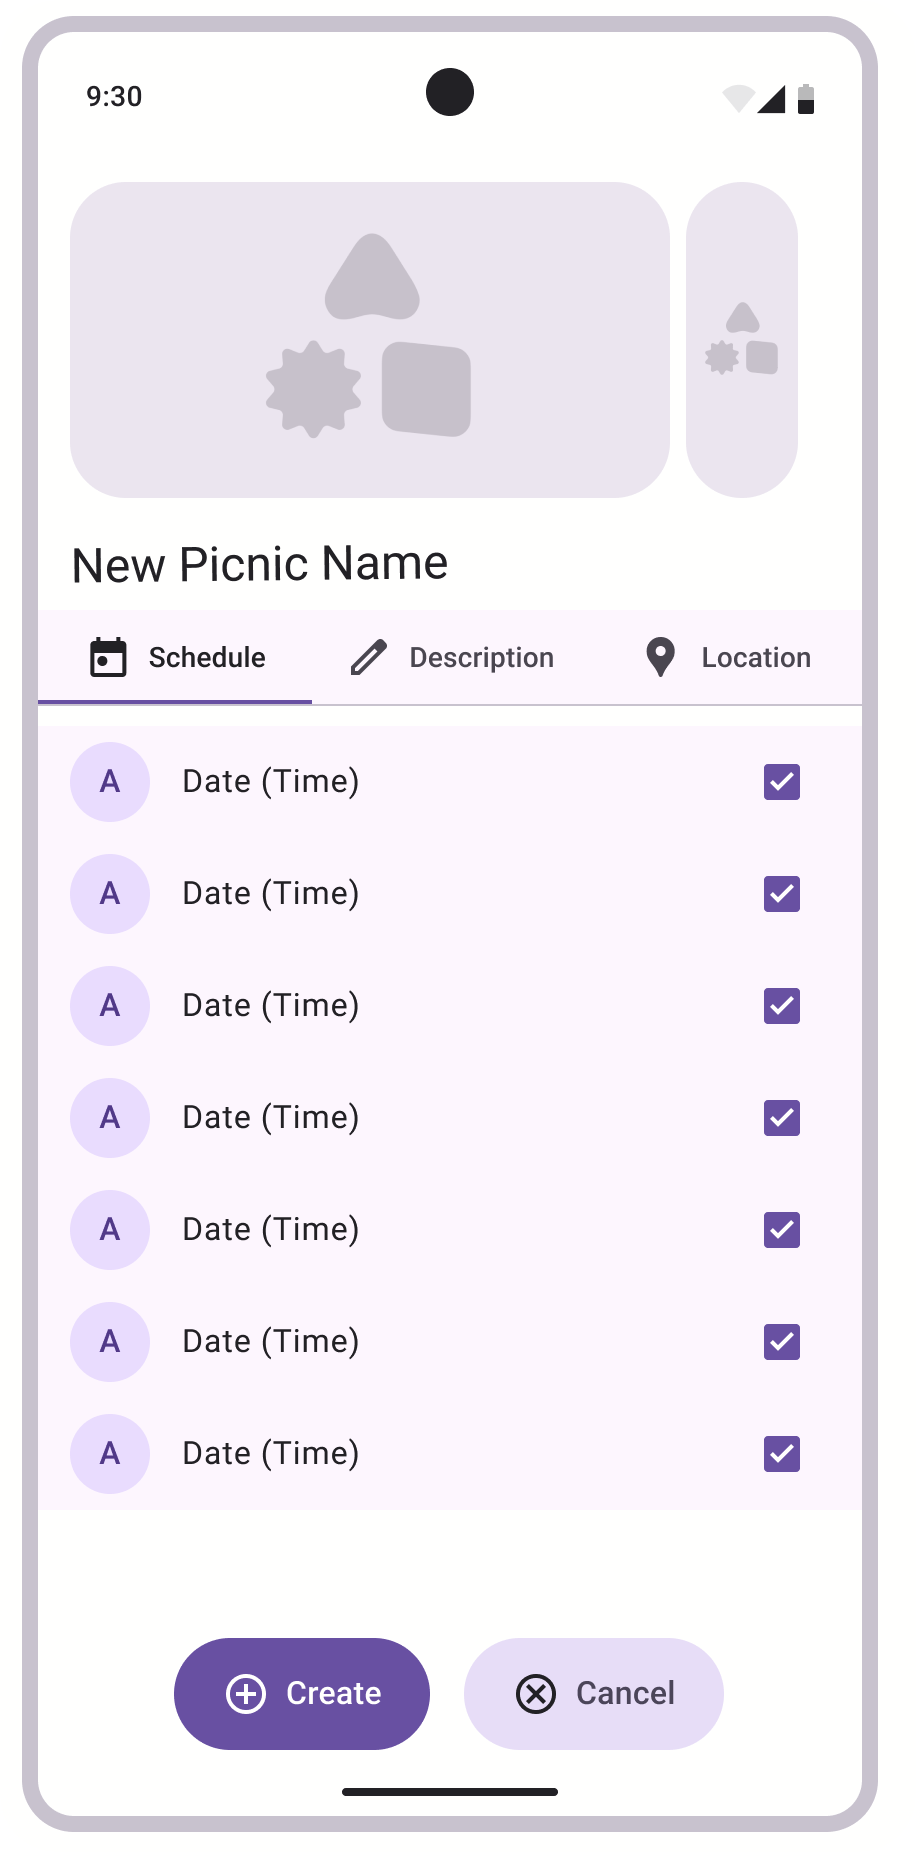 9:30
New Picnic Name
Schedule Description Location
A Date (Time)
A Date (Time)
A Date (Time)
A Date (Time)
A Date (Time)
A Date (Time)
A Date (Time)
Create Cancel